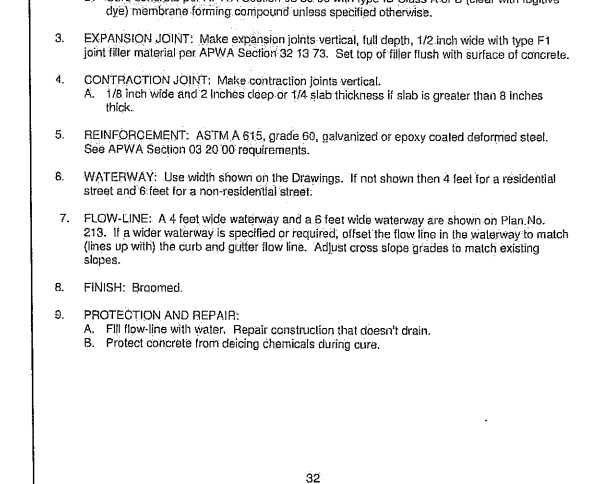 dye) membrane-forming compound unless specified otherwise.
3. EXPANSION JOINT: Make expansion joints vertical, full depth, 1/2 inch wide with type F1
joint filler material per APWA Section 32 13 73. Set top of filler flush with surface of concrete.
4. CONTRACTION JOINT: Make contraction joints vertical.
A. 1/8 inch wide and 2 inches deep or 1/4 slab thickness if slab is greater than 8 inches
thick.
5. REINFORCEMENT: ASTM A 615, grade 60, galvanized or epoxy coated deformed steel.
See APWA Section 03 20 00 requirements.
6. WATERWAY: Use width shown on the Drawings. If not shown then 4 feet for a residential
street and 6 feet for a non-residential street.
7. FLOW-LINE: A 4 feet wide waterway and a 6 feet wide waterway are shown on Plan No.
213. If a wider waterway is specified or required, offset the flow line in the waterway to match
(lines up with) the curb and gutter flow line. Adjust cross slope grades to match existing
slopes.
8. FINISH: Broomed.
9. PROTECTION AND REPAIR:
A. Fill flow-line with water. Repair construction that doesn't drain.
B. Protect concrete from deicing chemicals during cure.
32